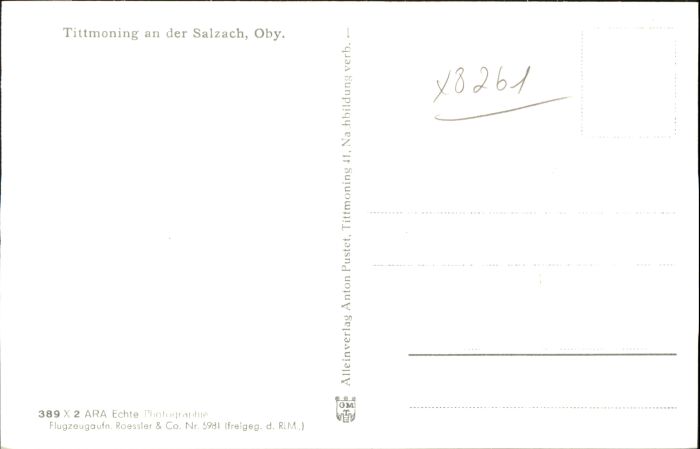 Tittmoning an der Salzach, Oby.
Alleinverlag Anton Pustet, Tittmoning 41, Nachbildung verb. —
x8261
389 X 2 ARA Echte Photographie
Flugzeugaufn. Roessler & Co. Nr. 5981 (freigeg. d. RLM.)
OMT